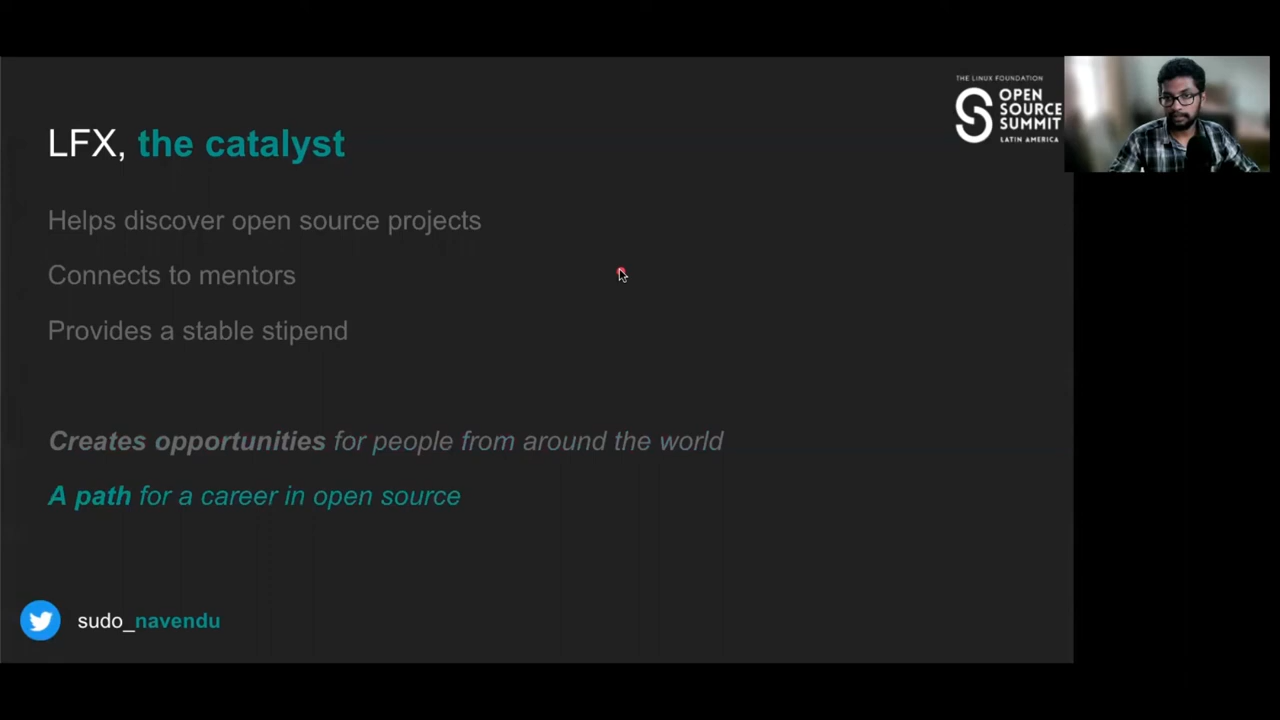 THE LINUX FOUNDATION
OPEN
SOURCE
SUMMIT
LATIN AMERICA
LFX, the catalyst
Helps discover open source projects
Connects to mentors
Provides a stable stipend
Creates opportunities for people from around the world
A path for a career in open source
sudo_navendu